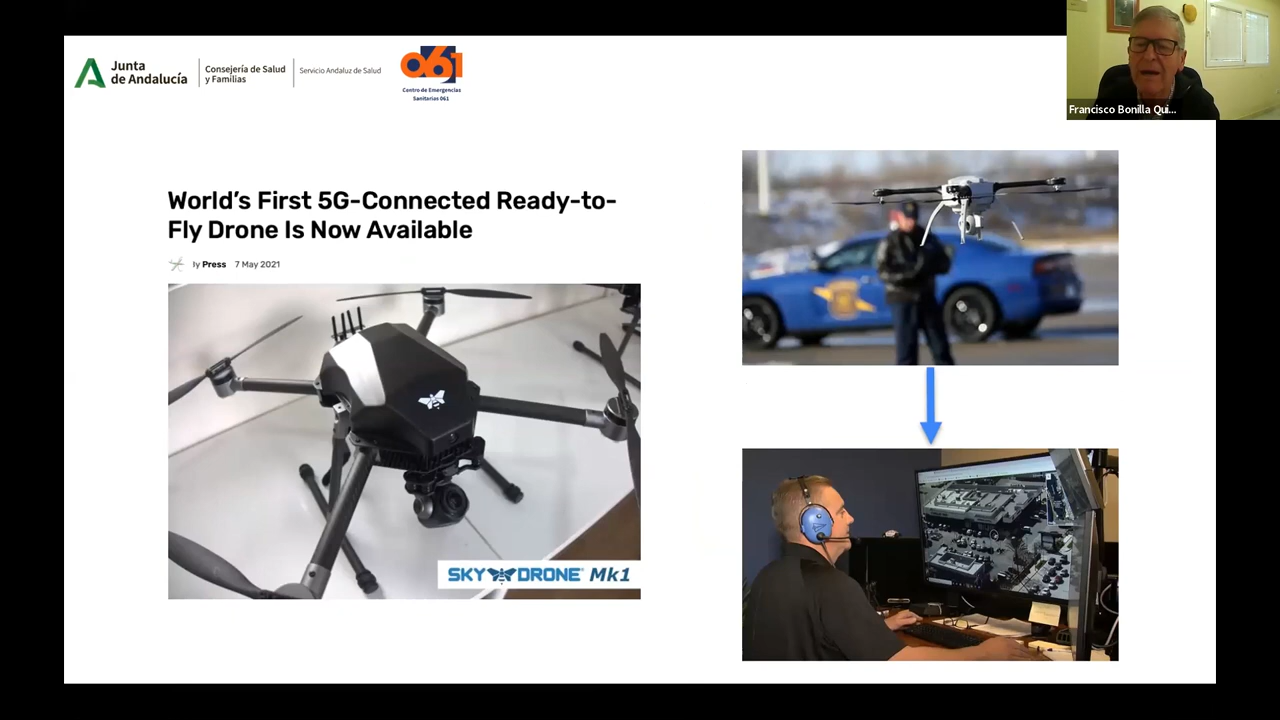 Junta
de Andalucía
Consejería de Salud
y Familias
Servicio Andaluz de Salud
061
Centro de Emergencias
Sanitarias 061
Francisco Bonilla Qui...
World's First 5G-Connected Ready-to-
Fly Drone Is Now Available
by Press 7 May 2021
SKY DRONE Mk1